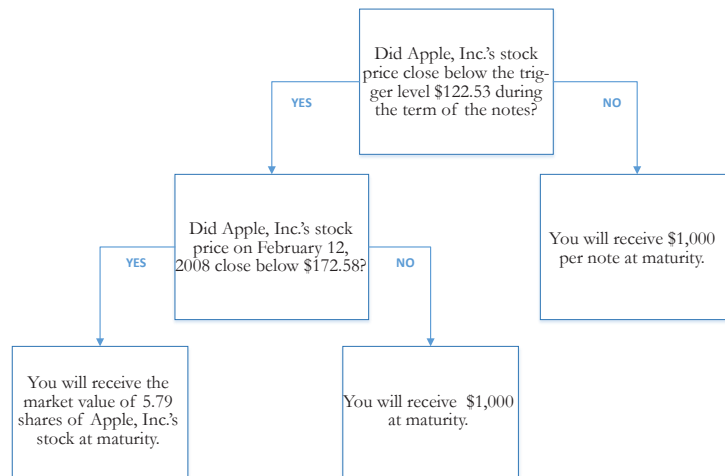 Did Apple, Inc.'s stock
price close below the trig-
ger level $122.53 during
the term of the notes?
YES
NO
Did Apple, Inc.'s stock
price on February 12,
2008 close below $172.58?
You will receive $1,000
per note at maturity.
YES
NO
You will receive the
market value of 5.79
shares of Apple, Inc.'s
stock at maturity.
You will receive $1,000
at maturity.